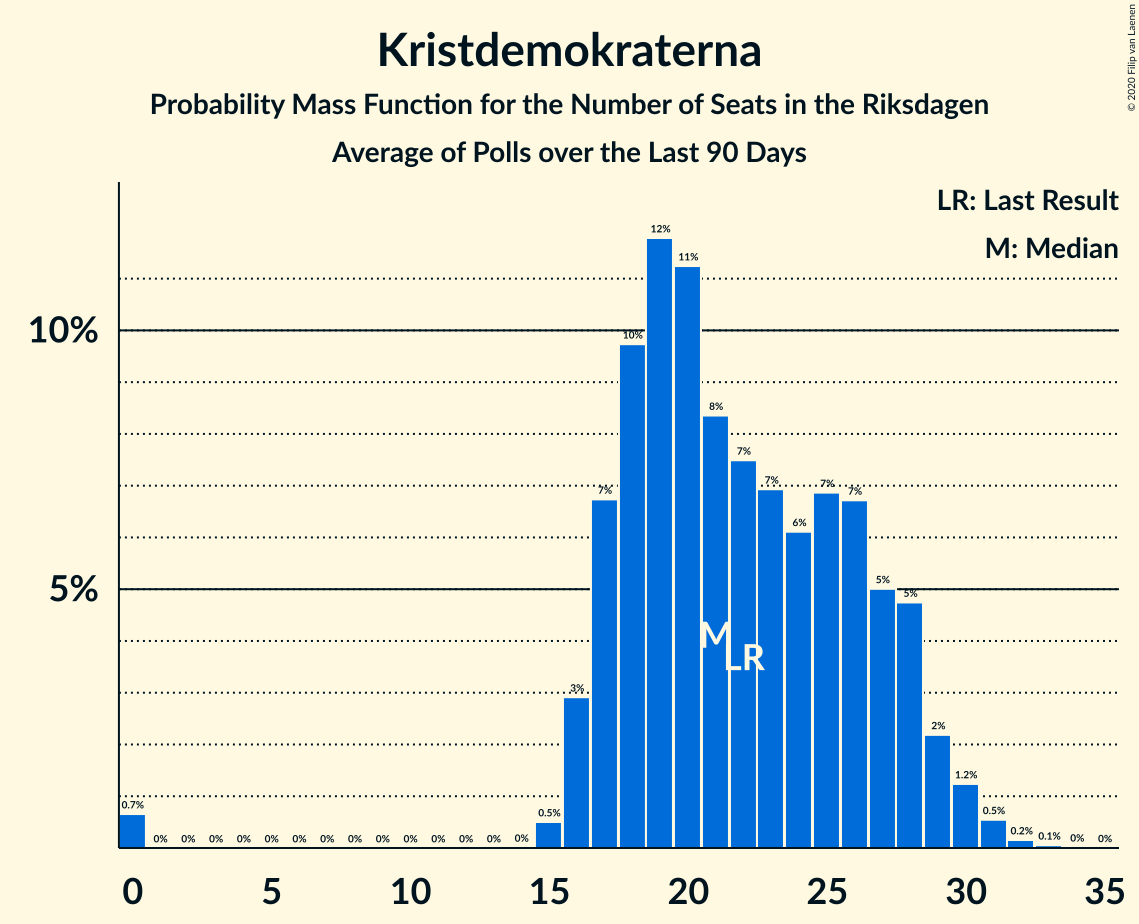 Kristdemokraterna
Probability Mass Function for the Number of Seats in the Riksdagen
Average of Polls over the Last 90 Days
© 2020 Filip van Laenen
LR: Last Result
M: Median
10%
5%
0.7% 0% 0% 0% 0% 0% 0% 0% 0% 0% 0% 0% 0% 0% 0% 0.5% 3% 7% 10% 12% 11% 8% 7% 7% 6% 7% 7% 5% 5% 2% 1.2% 0.5% 0.2% 0.1% 0% 0%
M
LR
0 5 10 15 20 25 30 35